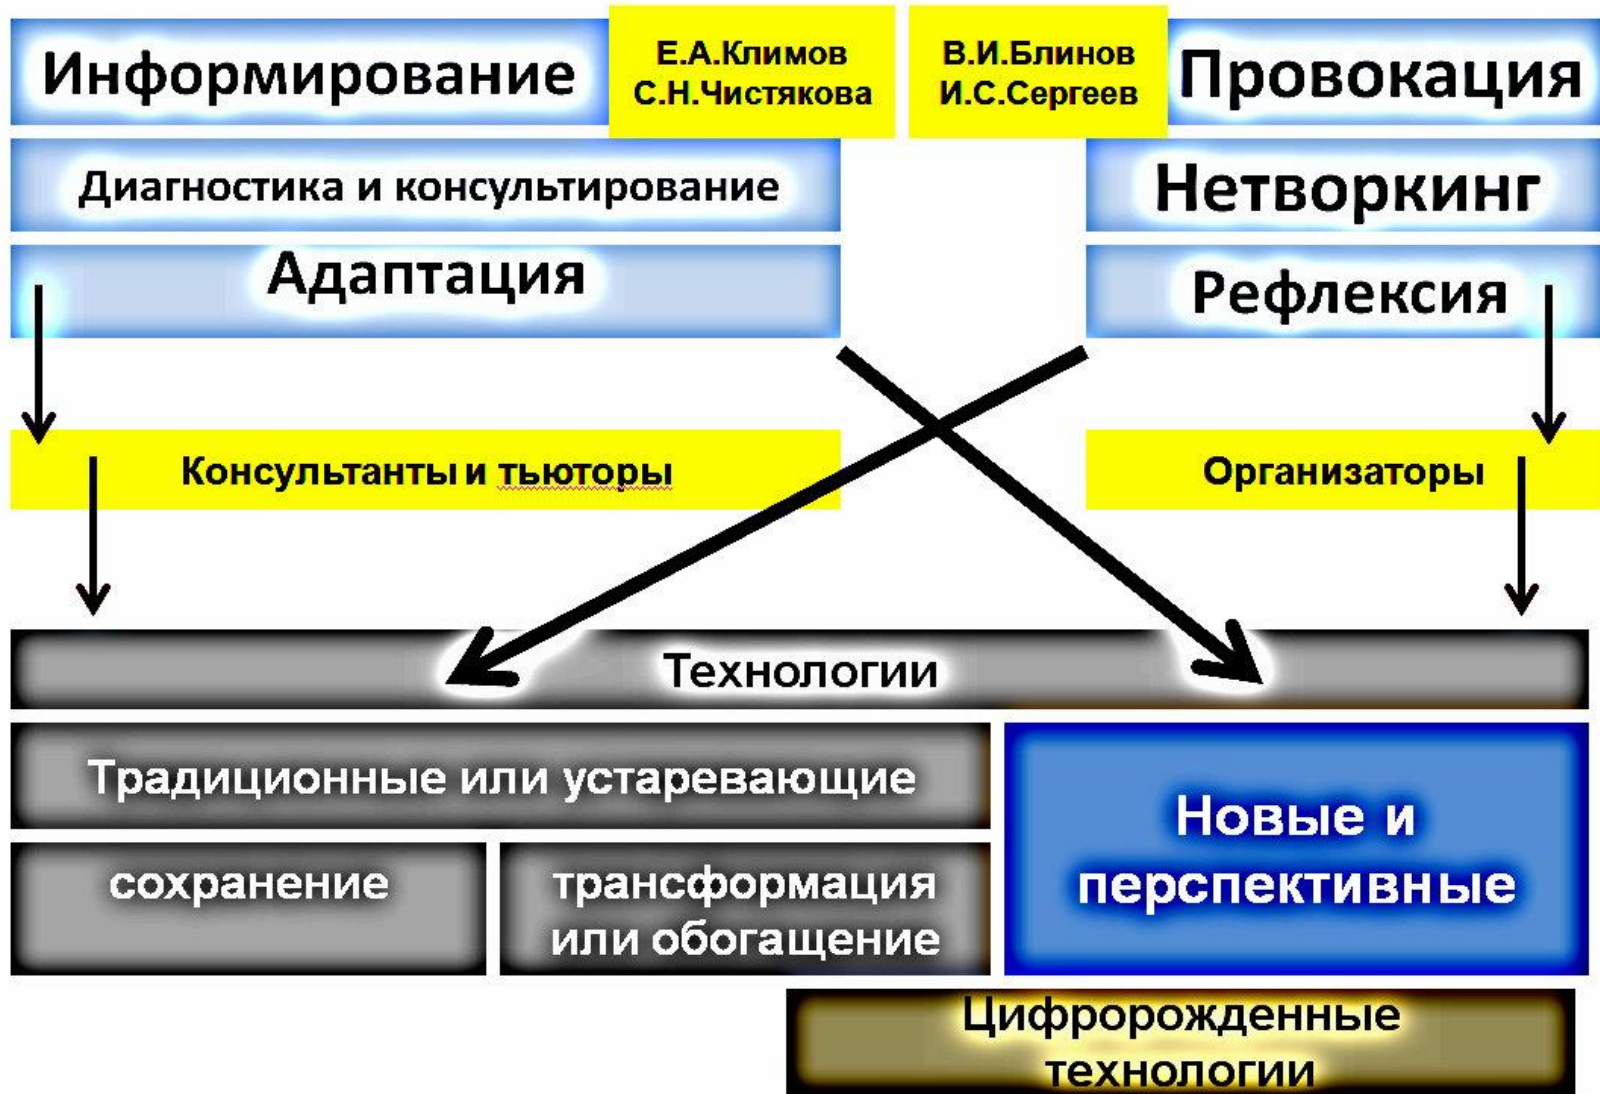 Информирование
Е.А.Климов
С.Н.Чистякова
В.И.Блинов
И.С.Сергеев
Провокация
Диагностика и консультирование
Нетворкинг
Адаптация
Рефлексия
Консультанты и тьюторы
Организаторы
Технологии
Традиционные или устаревающие
Новые и
перспективные
сохранение
трансформация
или обогащение
Цифророжденные
технологии